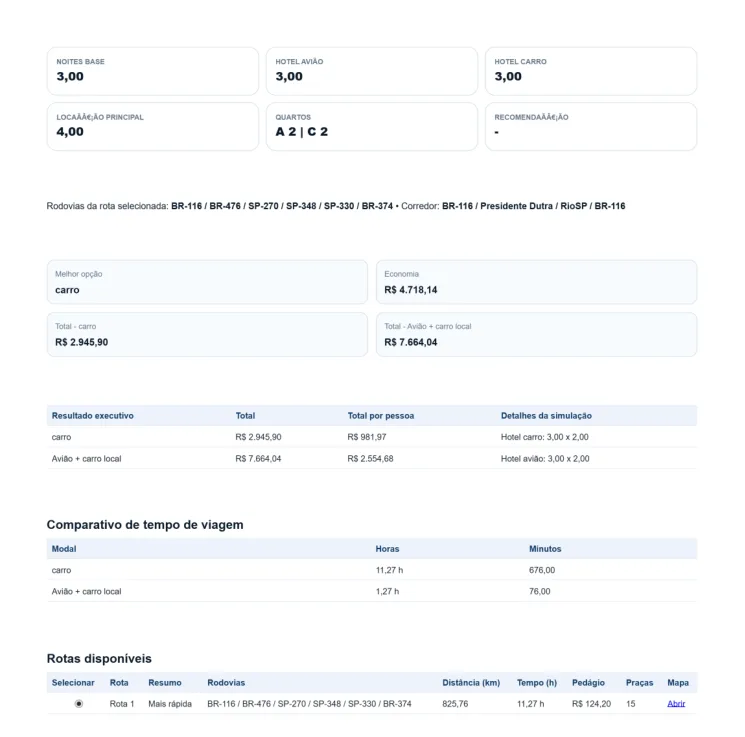 NOITES BASE
3,00
HOTEL AVIÃO
3,00
HOTEL CARRO
3,00
LOCAÃÂ€¡ÃO PRINCIPAL
4,00
QUARTOS
A 2 | C 2
RECOMENDAÃÂ€¡ÃO
-
Rodovias da rota selecionada: BR-116 / BR-476 / SP-270 / SP-348 / SP-330 / BR-374 • Corredor: BR-116 / Presidente Dutra / RioSP / BR-116
Melhor opção
carro
Economia
R$ 4.718,14
Total - carro
R$ 2.945,90
Total - Avião + carro local
R$ 7.664,04
Resultado executivo Total Total por pessoa Detalhes da simulação
carro R$ 2.945,90 R$ 981,97 Hotel carro: 3,00 x 2,00
Avião + carro local R$ 7.664,04 R$ 2.554,68 Hotel avião: 3,00 x 2,00
Comparativo de tempo de viagem
Modal Horas Minutos
carro 11,27 h 676,00
Avião + carro local 1,27 h 76,00
Rotas disponíveis
Selecionar Rota Resumo Rodovias Distância (km) Tempo (h) Pedágio Praças Mapa
Rota 1 Mais rápida BR-116 / BR-476 / SP-270 / SP-348 / SP-330 / BR-374 825,76 11,27 h R$ 124,20 15 Abrir